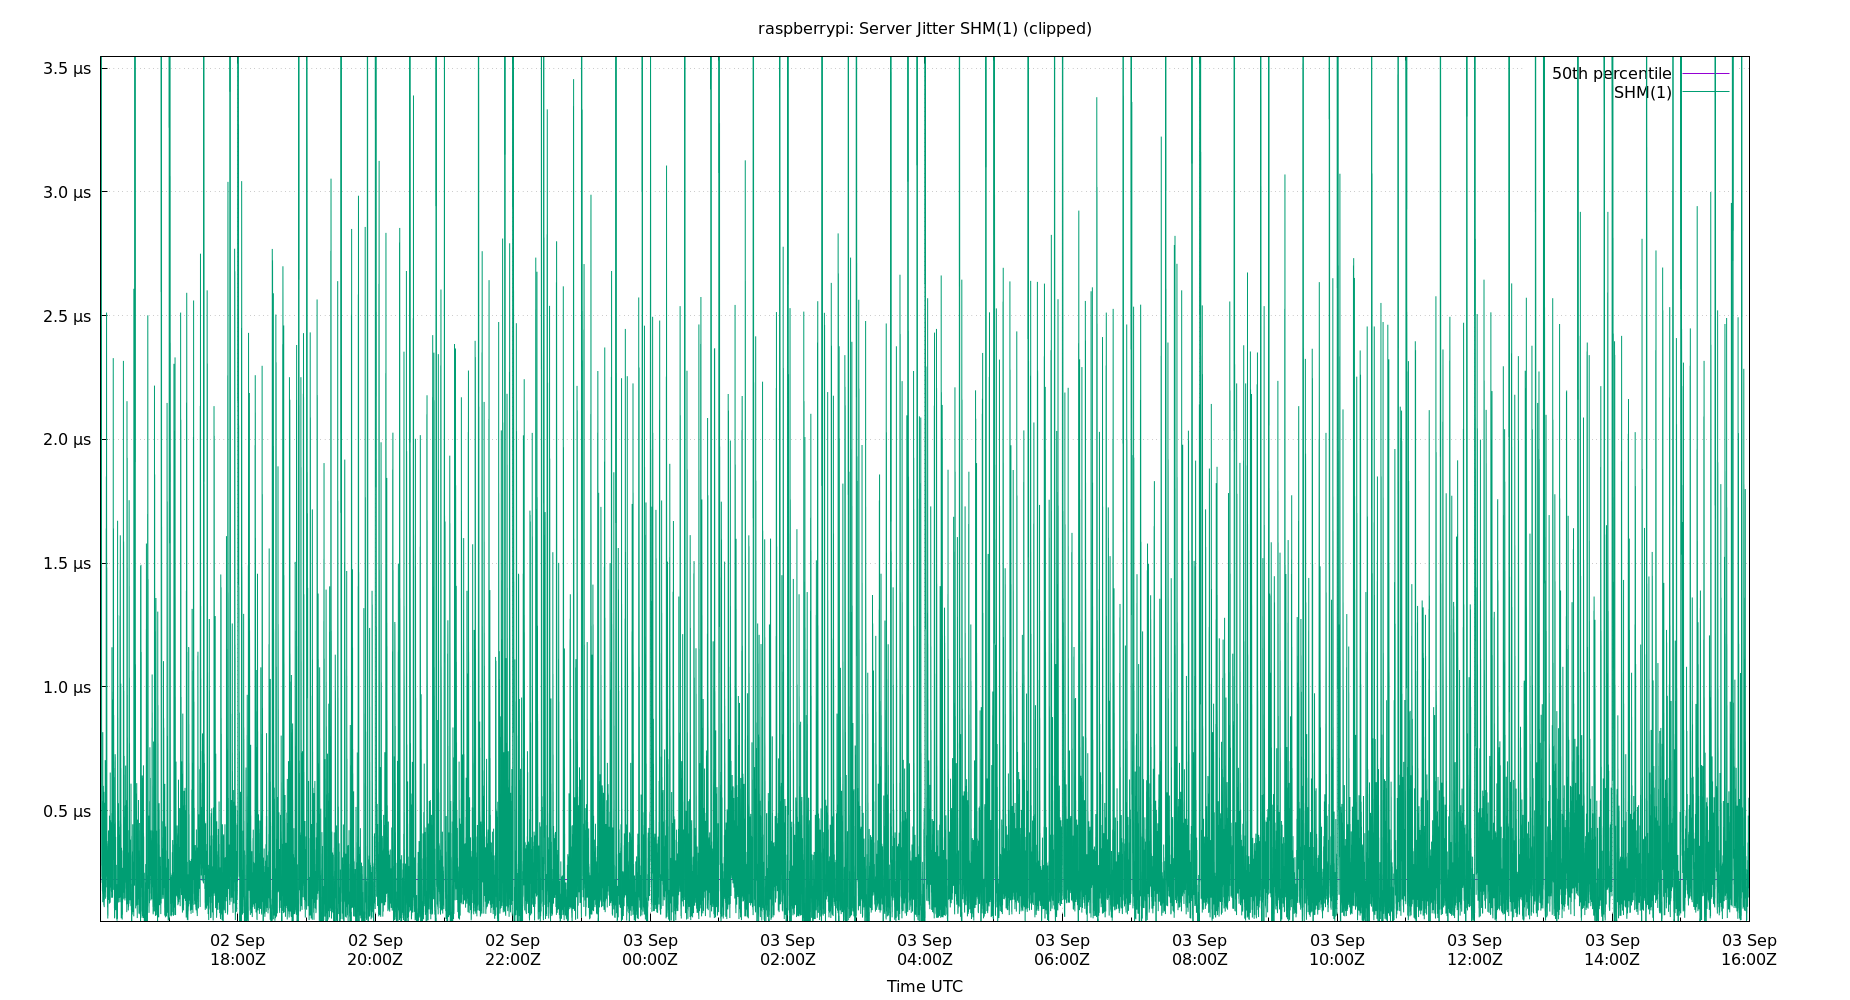 raspberrypi: Server Jitter SHM(1) (clipped)
3.5 µs
3.0 µs
2.5 µs
2.0 µs
1.5 µs
1.0 µs
0.5 µs
50th percentile
SHM(1)
02 Sep 02 Sep 02 Sep 03 Sep 03 Sep 03 Sep 03 Sep 03 Sep 03 Sep 03 Sep 03 Sep 03 Sep
18:00Z 20:00Z 22:00Z 00:00Z 02:00Z 04:00Z 06:00Z 08:00Z 10:00Z 12:00Z 14:00Z 16:00Z
Time UTC